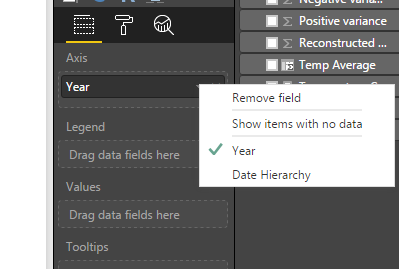 Negative varia...
Positive variance
Reconstructed ...
Temp Average
Axis
Year
Legend
Drag data fields here
Values
Drag data fields here
Tooltips
Remove field
Show items with no data
Year
Date Hierarchy